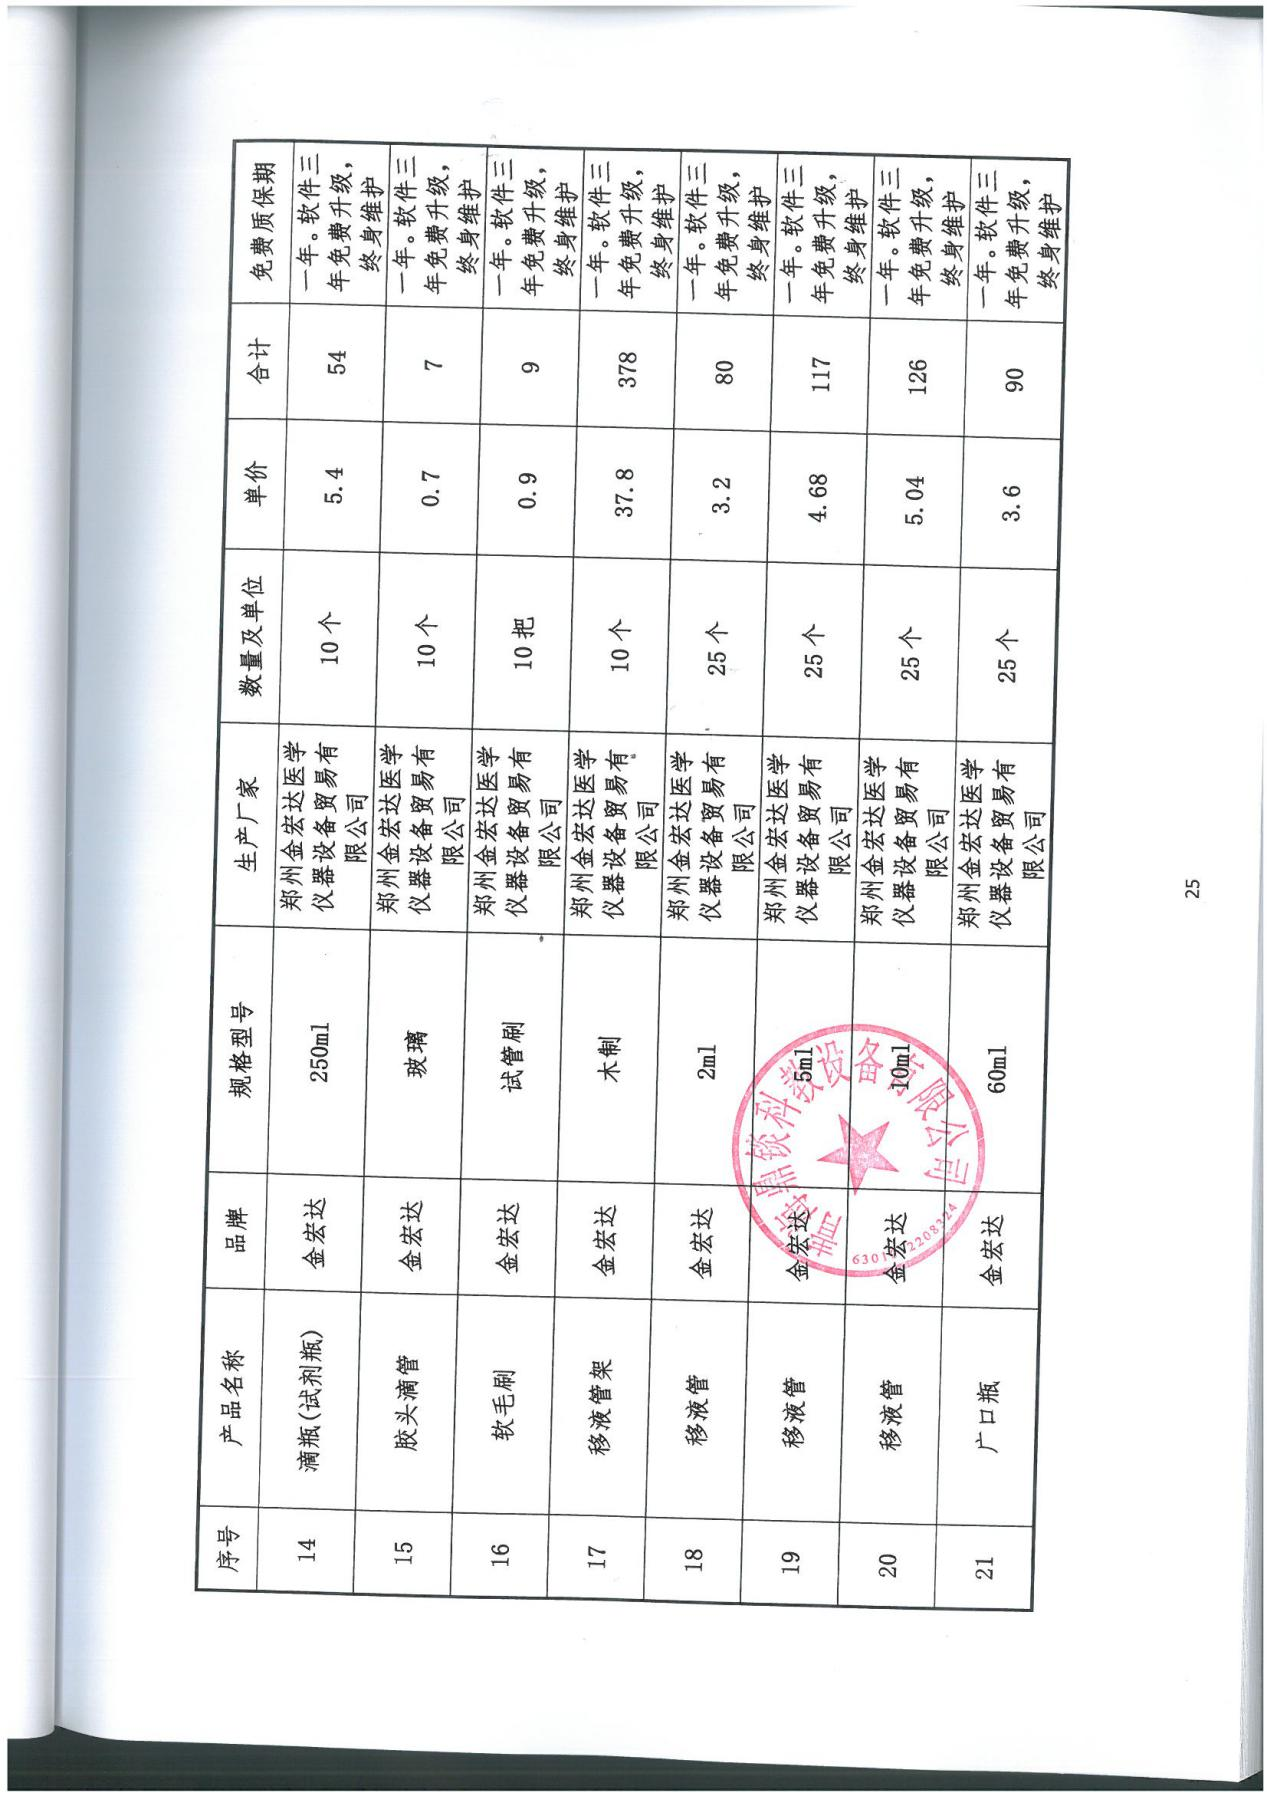 序号 产品名称 品牌 规格型号 生产厂家 数量及单位 单价 合计 免费质保期
14 滴瓶(试剂瓶) 金宏达 250ml 郑州金宏达医学仪器设备贸易有限公司 10个 5.4 54 一年。软件三年免费升级，终身维护
15 胶头滴管 金宏达 玻璃 郑州金宏达医学仪器设备贸易有限公司 10个 0.7 7 一年。软件三年免费升级，终身维护
16 软毛刷 金宏达 试管刷 郑州金宏达医学仪器设备贸易有限公司 10把 0.9 9 一年。软件三年免费升级，终身维护
17 移液管架 金宏达 木制 郑州金宏达医学仪器设备贸易有限公司 10个 37.8 378 一年。软件三年免费升级，终身维护
18 移液管 金宏达 2ml 郑州金宏达医学仪器设备贸易有限公司 25个 3.2 80 一年。软件三年免费升级，终身维护
19 移液管 金宏达 5ml 郑州金宏达医学仪器设备贸易有限公司 25个 4.68 117 一年。软件三年免费升级，终身维护
20 移液管 金宏达 10ml 郑州金宏达医学仪器设备贸易有限公司 25个 5.04 126 一年。软件三年免费升级，终身维护
21 广口瓶 金宏达 60ml 郑州金宏达医学仪器设备贸易有限公司 25个 3.6 90 一年。软件三年免费升级，终身维护
青海鼎锬科教设备有限公司
25